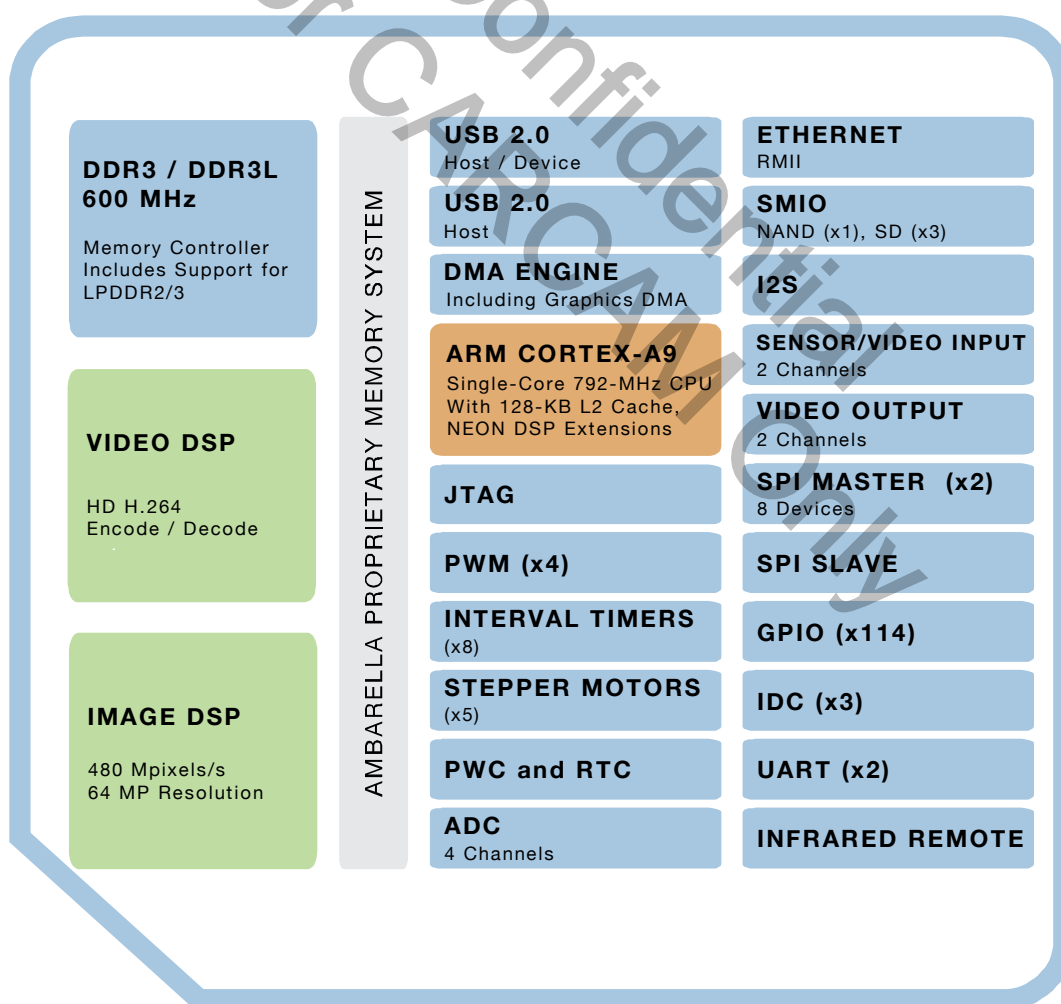 Confidential
for CARCAM Only
DDR3 / DDR3L
600 MHz
Memory Controller
Includes Support for
LPDDR2/3
VIDEO DSP
HD H.264
Encode / Decode
IMAGE DSP
480 Mpixels/s
64 MP Resolution
AMBARELLA PROPRIETARY MEMORY SYSTEM
USB 2.0
Host / Device
USB 2.0
Host
DMA ENGINE
Including Graphics DMA
ARM CORTEX-A9
Single-Core 792-MHz CPU
With 128-KB L2 Cache,
NEON DSP Extensions
JTAG
PWM (x4)
INTERVAL TIMERS
(x8)
STEPPER MOTORS
(x5)
PWC and RTC
ADC
4 Channels
ETHERNET
RMII
SMIO
NAND (x1), SD (x3)
I2S
SENSOR/VIDEO INPUT
2 Channels
VIDEO OUTPUT
2 Channels
SPI MASTER (x2)
8 Devices
SPI SLAVE
GPIO (x114)
IDC (x3)
UART (x2)
INFRARED REMOTE